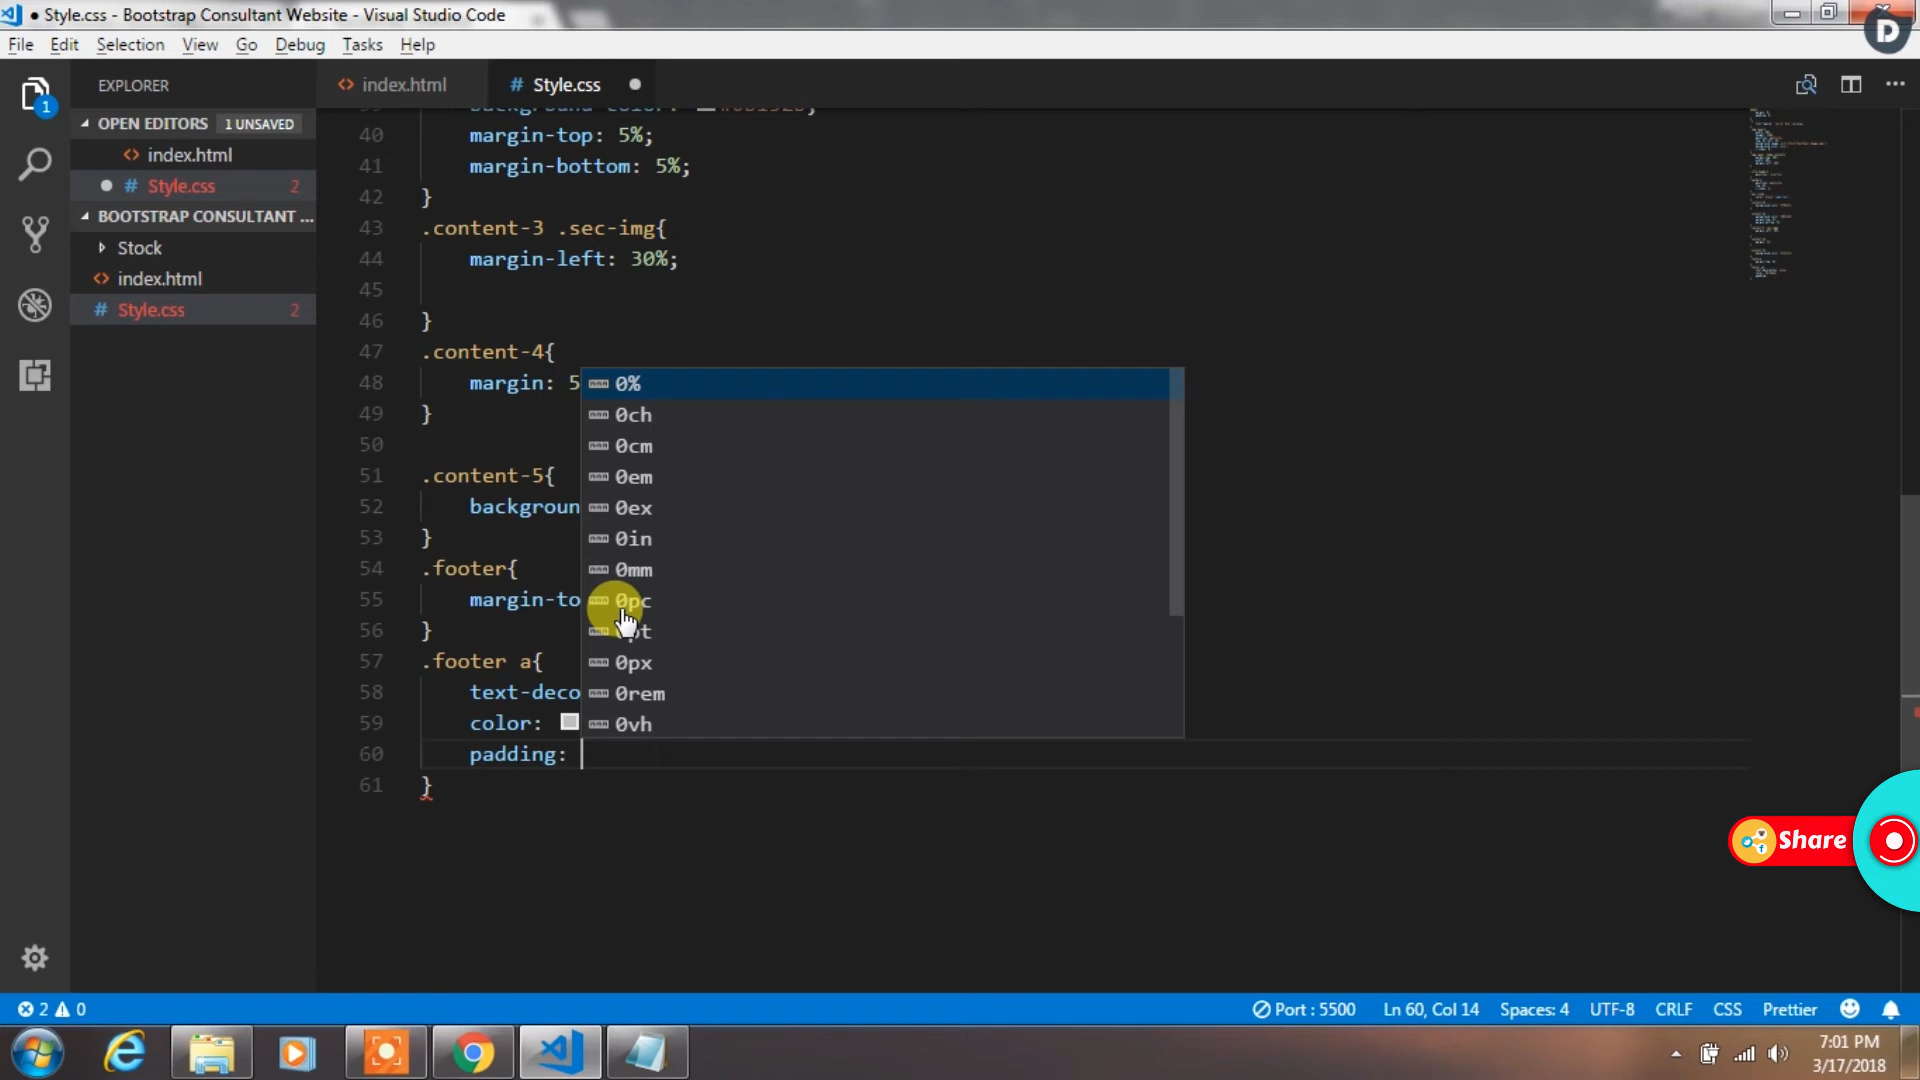 ● Style.css - Bootstrap Consultant Website - Visual Studio Code
D
File Edit Selection View Go Debug Tasks Help
EXPLORER
<> index.html
# Style.css ●
1
OPEN EDITORS 1 UNSAVED
<> index.html
● # Style.css 2
BOOTSTRAP CONSULTANT ...
Stock
<> index.html
# Style.css 2
40 margin-top: 5%;
41 margin-bottom: 5%;
42 }
43 .content-3 .sec-img{
44 margin-left: 30%;
45
46 }
47 .content-4{
48 margin: 5
49 }
50
51 .content-5{
52 backgroun
53 }
54 .footer{
55 margin-to
56 }
57 .footer a{
58 text-deco
59 color:
60 padding:
61 }
0%
0ch
0cm
0em
0ex
0in
0mm
0pc
0pt
0px
0rem
0vh
Share
2 0
Port : 5500 Ln 60, Col 14 Spaces: 4 UTF-8 CRLF CSS Prettier
7:01 PM
3/17/2018